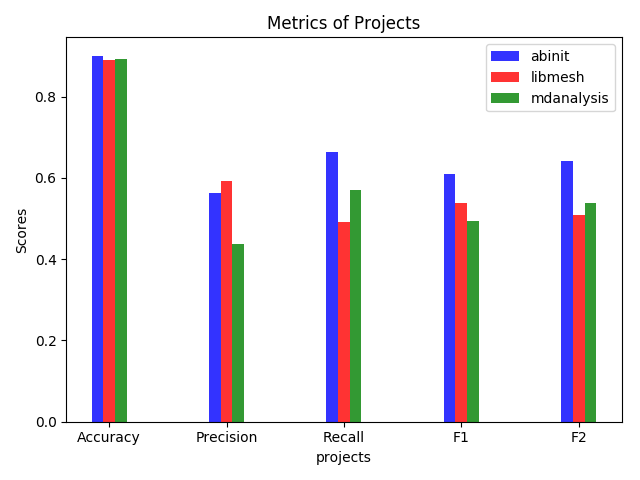 Metrics of Projects
abinit
libmesh
mdanalysis
Scores
0.8
0.6
0.4
0.2
0.0
Accuracy Precision Recall F1 F2
projects